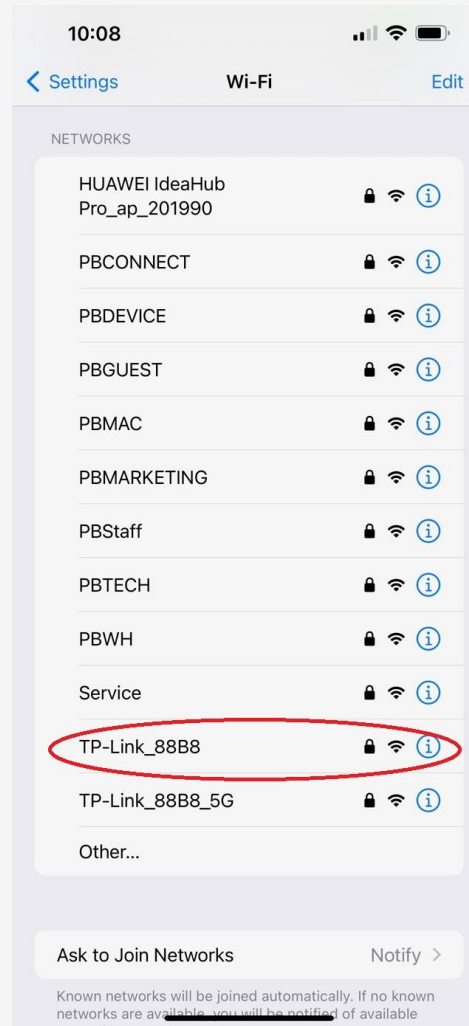 10:08
Settings
Wi-Fi
Edit
NETWORKS
HUAWEI IdeaHub
Pro_ap_201990
PBCONNECT
PBDEVICE
PBGUEST
PBMAC
PBMARKETING
PBStaff
PBTECH
PBWH
Service
TP-Link_88B8
TP-Link_88B8_5G
Other...
Ask to Join Networks
Notify
Known networks will be joined automatically. If no known
networks are available, you will be notified of available